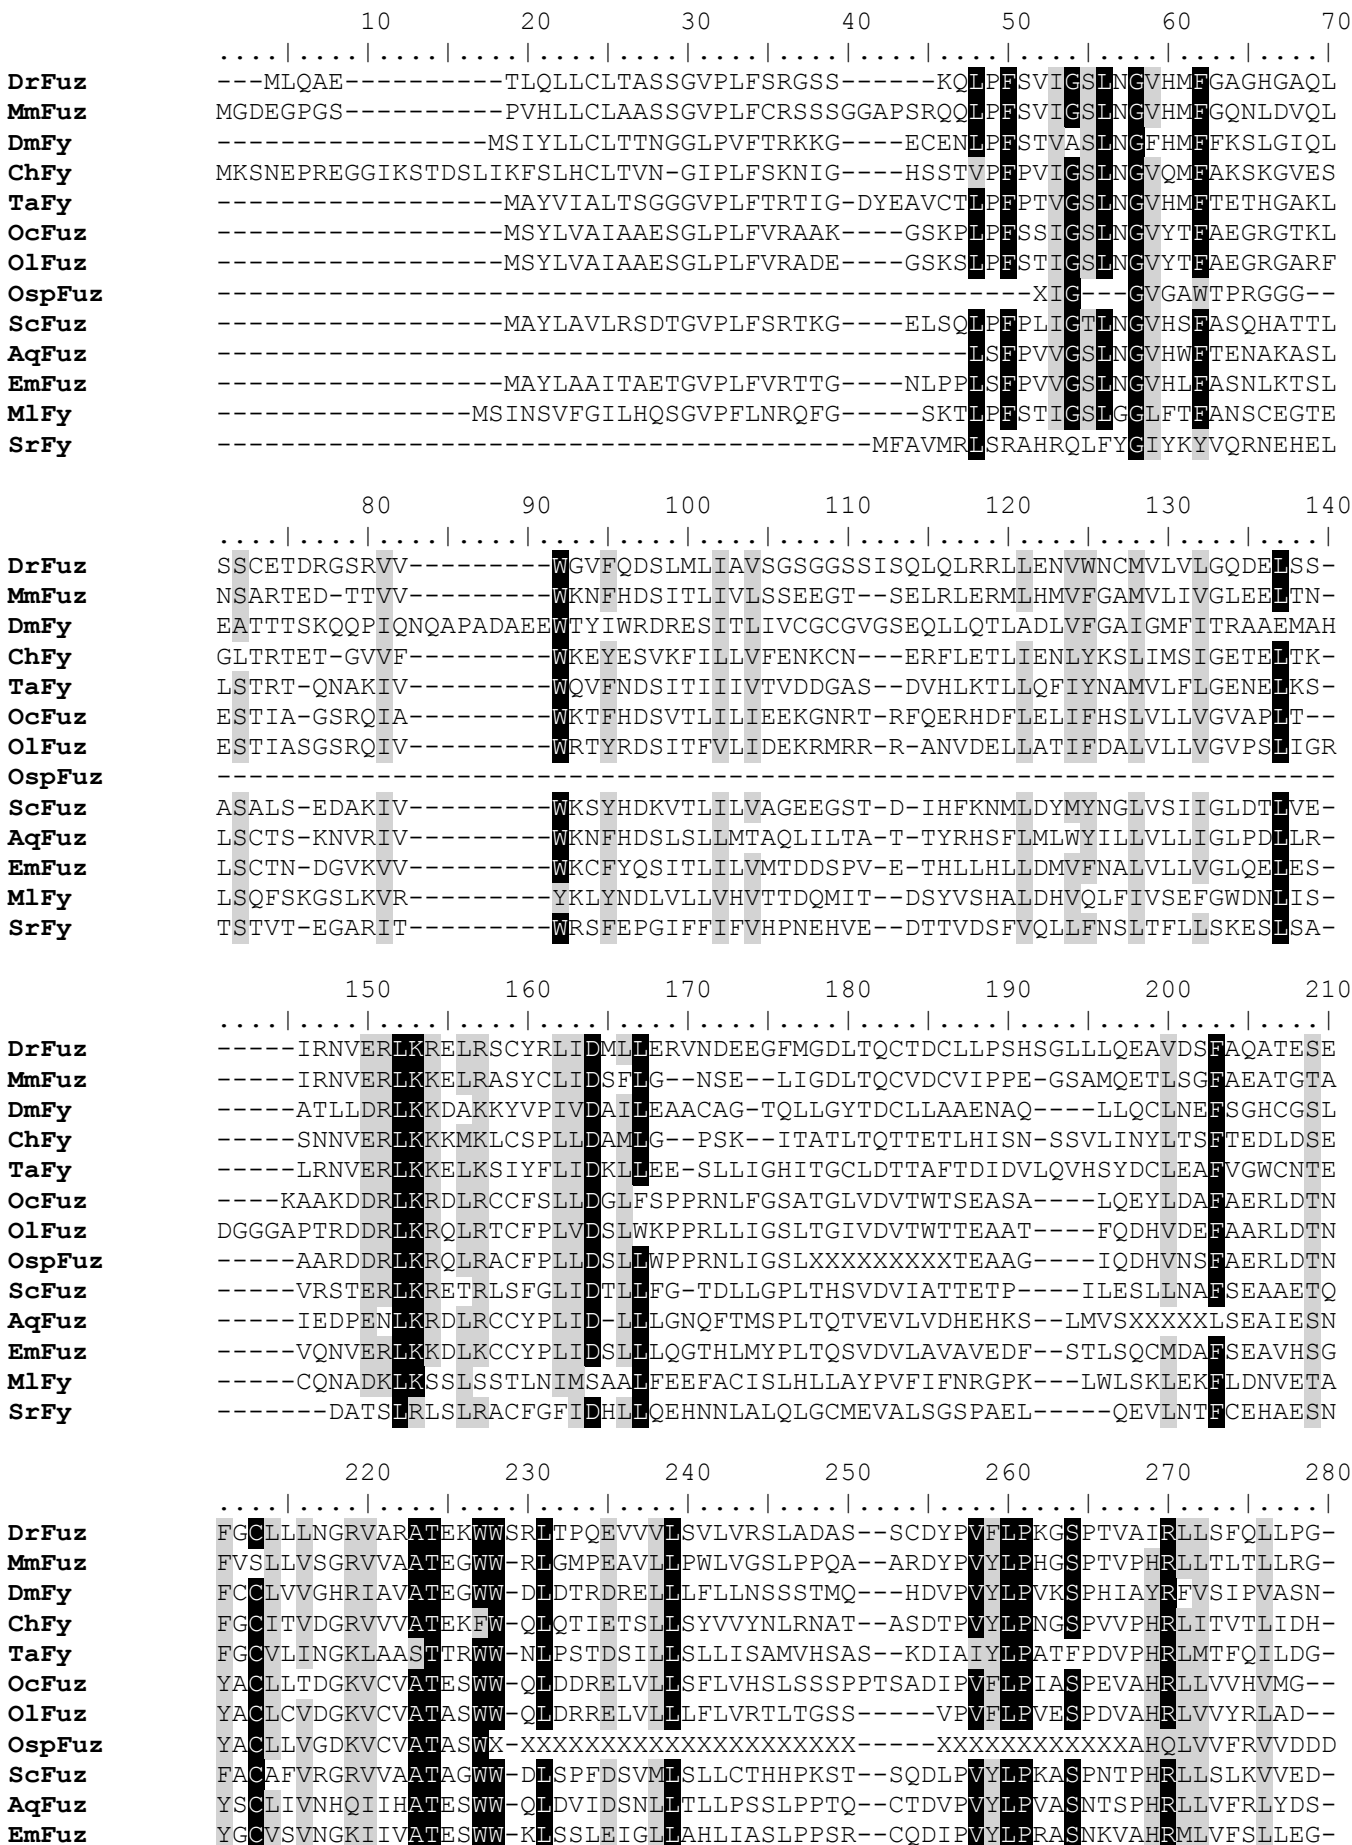 10 20 30 40 50 60 70
....|....|....|....|....|....|....|....|....|....|....|....|....|....|
DrFuz ---MLQAE----------TLQLLCLTASSGVPLFSRGSS------KQLPFSVIGSLNGVHMFGAGHGAQL
MmFuz MGDEGPGS----------PVHLLCLAASSGVPLFCRSSSGGAPSRQQLPFSVIGSLNGVHMFGQNLDVQL
DmFy -----------------MSIYLLCLTTNGGLPVFTRKKG----ECENLPFSTVASLNGFHMFFKSLGIQL
ChFy MKSNEPREGGIKSTDSLIKFSLHCLTVN-GIPLFSKNIG----HSSTVPFPVIGSLNGVQMFAKSKGVES
TaFy ------------------MAYVIALTSGGGVPLFTRTIG-DYEAVCTLPFPTVGSLNGVHMFTETHGAKL
OcFuz ------------------MSYLVAIAAESGLPLFVRAAK----GSKPLPFSSIGSLNGVYTFAEGRGTKL
OlFuz ------------------MSYLVAIAAESGLPLFVRADE----GSKSLPFSTIGSLNGVYTFAEGRGARF
OspFuz ---------------------------------------------------XIG---GVGAWTPRGGG--
ScFuz ------------------MAYLAVLRSDTGVPLFSRTKG----ELSQLPFPLIGTLNGVHSFASQHATTL
AqFuz -----------------------------------------------LSFPVVGSLNGVHWFTENAKASL
EmFuz ------------------MAYLAAITAETGVPLFVRTTG----NLPPLSFPVVGSLNGVHLFASNLKTSL
MlFy ----------------MSINSVFGILHQSGVPFLNRQFG-----SKTLPFSTIGSLGGLFTFANSCEGTE
SrFy -----------------------------------------MFAVMRLSRAHRQLFYGIYKYVQRNEHEL
80 90 100 110 120 130 140
....|....|....|....|....|....|....|....|....|....|....|....|....|....|
DrFuz SSCETDRGSRVV---------WGVFQDSLMLIAVSGSGGSSISQLQLRRLLENVWNCMVLVLGQDELSS-
MmFuz NSARTED-TTVV---------WKNFHDSITLIVLSSEEGT--SELRLERMLHMVFGAMVLIVGLEELTN-
DmFy EATTTSKQQPIQNQAPADAEEWTYIWRDRESITLIVCGCGVGSEQLLQTLADLVFGAIGMFITRAAEMAH
ChFy GLTRTET-GVVF---------WKEYESVKFILLVFENKCN---ERFLETLIENLYKSLIMSIGETELTK-
TaFy LSTRT-QNAKIV---------WQVFNDSITIIIVTVDDGAS--DVHLKTLLQFIYNAMVLFLGENELKS-
OcFuz ESTIA-GSRQIA---------WKTFHDSVTLILIEEKGNRT-RFQERHDFLELIFHSLVLLVGVAPLT--
OlFuz ESTIASGSRQIV---------WRTYRDSITFVLIDEKRMRR-R-ANVDELLATIFDALVLLVGVPSLIGR
OspFuz ----------------------------------------------------------------------
ScFuz ASALS-EDAKIV---------WKSYHDKVTLILVAGEEGST-D-IHFKNMLDYMYNGLVSIIGLDTLVE-
AqFuz LSCTS-KNVRIV---------WKNFHDSLSLLMTAQLILTA-T-TYRHSFLMLWYILLVLLIGLPDLLR-
EmFuz LSCTN-DGVKVV---------WKCFYQSITLILVMTDDSPV-E-THLLHLLDMVFNALVLLVGLQELES-
MlFy LSQFSKGSLKVR---------YKLYNDLVLLVHVTTDQMIT--DSYVSHALDHVQLFIVSEFGWDNLIS-
SrFy TSTVT-EGARIT---------WRSFEPGIFFIFVHPNEHVE--DTTVDSFVQLLFNSLTFLLSKESLSA-
150 160 170 180 190 200 210
....|....|....|....|....|....|....|....|....|....|....|....|....|....|
DrFuz -----IRNVERLKRELRSCYRLIDMLLERVNDEEGFMGDLTQCTDCLLPSHSGLLLQEAVDSFAQATESE
MmFuz -----IRNVERLKKELRASYCLIDSFLG--NSE--LIGDLTQCVDCVIPPE-GSAMQETLSGFAEATGTA
DmFy -----ATLLDRLKKDAKKYVPIVDAILEAACAG-TQLLGYTDCLLAAENAQ----LLQCLNEFSGHCGSL
ChFy -----SNNVERLKKKMKLCSPLLDAMLG--PSK--ITATLTQTTETLHISN-SSVLINYLTSFTEDLDSE
TaFy -----LRNVERLKKELKSIYFLIDKLLEE-SLLIGHITGCLDTTAFTDIDVLQVHSYDCLEAFVGWCNTE
OcFuz ----KAAKDDRLKRDLRCCFSLLDGLFSPPRNLFGSATGLVDVTWTSEASA----LQEYLDAFAERLDTN
OlFuz DGGGAPTRDDRLKRQLRTCFPLVDSLWKPPRLLIGSLTGIVDVTWTTEAAT----FQDHVDEFAARLDTN
OspFuz -----AARDDRLKRQLRACFPLLDSLLWPPRNLIGSLXXXXXXXXXTEAAG----IQDHVNSFAERLDTN
ScFuz -----VRSTERLKRETRLSFGLIDTLLFG-TDLLGPLTHSVDVIATTETP----ILESLLNAFSEAAETQ
AqFuz -----IEDPENLKRDLRCCYPLID-LLLGNQFTMSPLTQTVEVLVDHEHKS--LMVSXXXXXLSEAIESN
EmFuz -----VQNVERLKKDLKCCYPLIDSLLLQGTHLMYPLTQSVDVLAVAVEDF--STLSQCMDAFSEAVHSG
MlFy -----CQNADKLKSSLSSTLNIMSAALFEEFACISLHLLAYPVFIFNRGPK---LWLSKLEKFLDNVETA
SrFy -------DATSLRLSLRACFGFIDHLLQEHNNLALQLGCMEVALSGSPAEL-----QEVLNTFCEHAESN
220 230 240 250 260 270 280
....|....|....|....|....|....|....|....|....|....|....|....|....|....|
DrFuz FGCLLLNGRVARATEKWWSRLTPQEVVVLSVLVRSLADAS--SCDYPVFLPKGSPTVAIRLLSFQLLPG-
MmFuz FVSLLVSGRVVAATEGWW-RLGMPEAVLLPWLVGSLPPQA--ARDYPVYLPHGSPTVPHRLLTLTLLRG-
DmFy FCCLVVGHRIAVATEGWW-DLDTRDRELLLFLLNSSSTMQ---HDVPVYLPVKSPHIAYRFVSIPVASN-
ChFy FGCITVDGRVVVATEKFW-QLQTIETSLLSYVVYNLRNAT--ASDTPVYLPNGSPVVPHRLITVTLIDH-
TaFy FGCVLINGKLAASTTRWW-NLPSTDSILLSLLISAMVHSAS--KDIAIYLPATFPDVPHRLMTFQILDG-
OcFuz YACLLTDGKVCVATESWW-QLDDRELVLLSFLVHSLSSSPPTSADIPVFLPIASPEVAHRLLVVHVMG--
OlFuz YACLCVDGKVCVATASWW-QLDRRELVLLLFLVRTLTGSS-----VPVFLPVESPDVAHRLVVYRLAD--
OspFuz YACLLVGDKVCVATASWX-XXXXXXXXXXXXXXXXXXXXX-----XXXXXXXXXXXXAHQLVVFRVVDDD
ScFuz FACAFVRGRVVAATAGWW-DLSPFDSVMLSLLCTHHPKST--SQDLPVYLPKASPNTPHRLLSLKVVED-
AqFuz YSCLIVNHQIIHATESWW-QLDVIDSNLLTLLPSSLPPTQ--CTDVPVYLPVASNTSPHRLLVFRLYDS-
EmFuz YGCVSVNGKIIVATESWW-KLSSLEIGLLAHLIASLPPSR--CQDIPVYLPRASNKVAHRMLVFSLLEG-